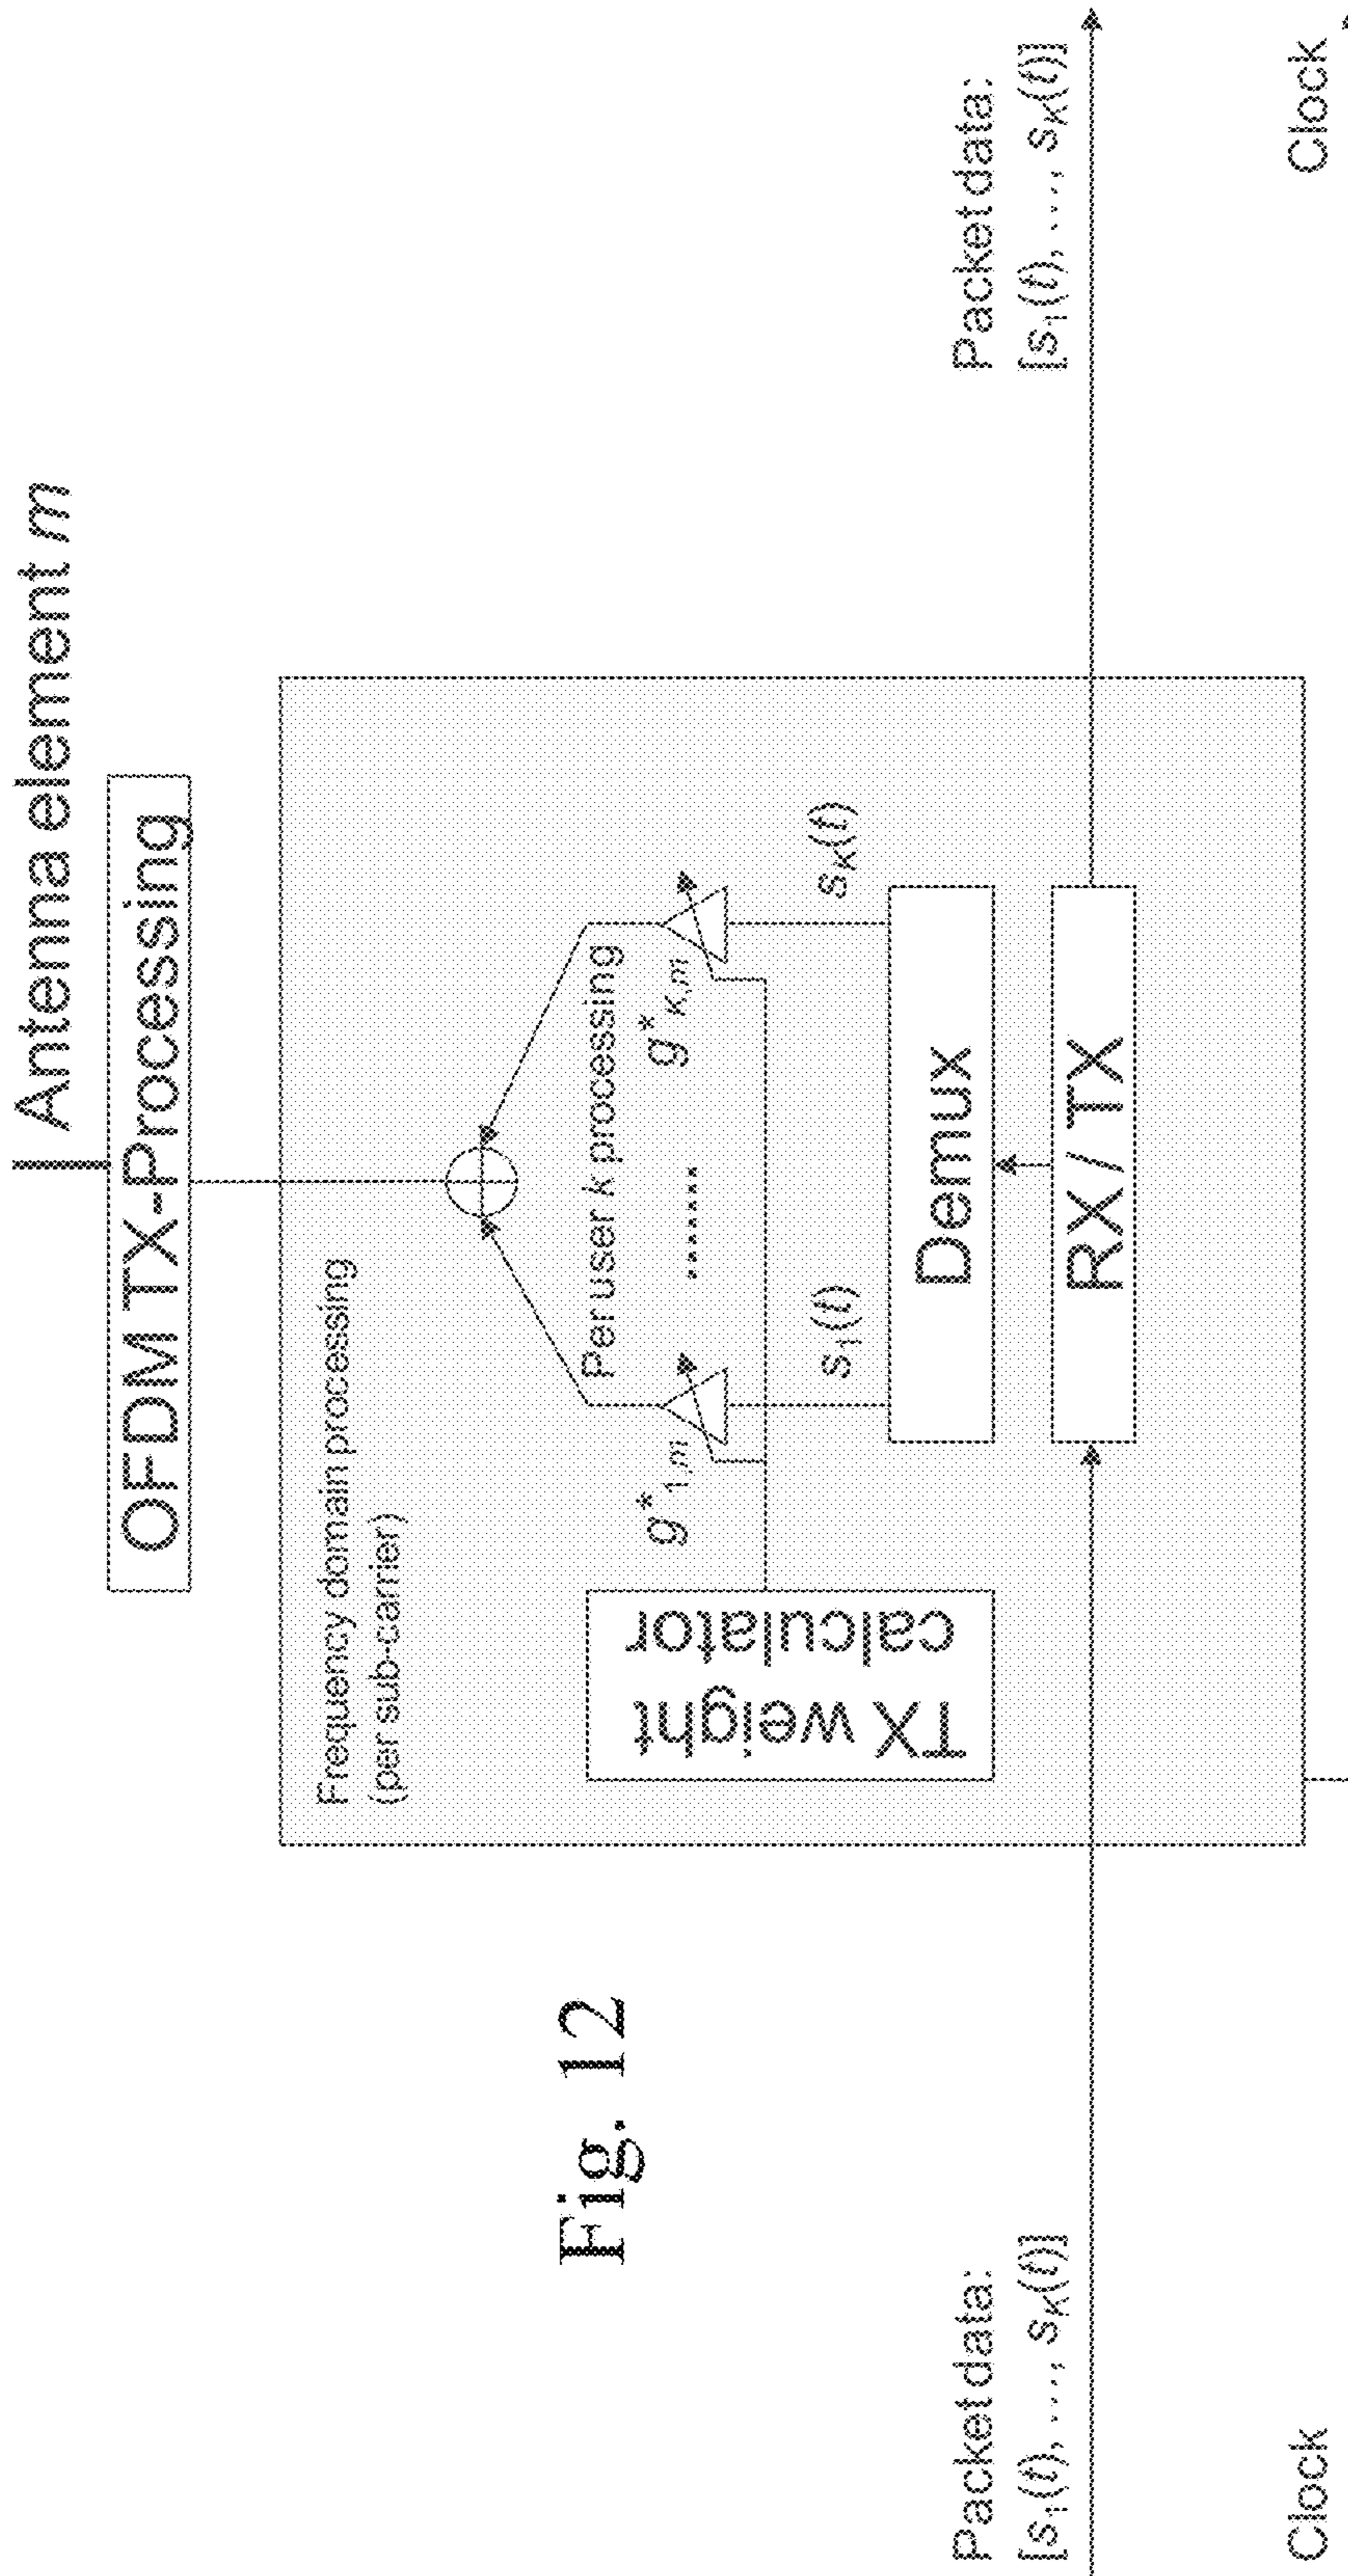 Antenna element m
OFDM TX-Processing
Frequency domain processing
(per sub-carrier)
Per user k processing
g*1,m
......
g*K,m
TX weight
calculator
s1(t)
sK(t)
Demux
RX / TX
Packet data:
[s1(t), ..., sK(t)]
Packet data:
[s1(t), ..., sK(t)]
Clock
Clock
Fig. 12